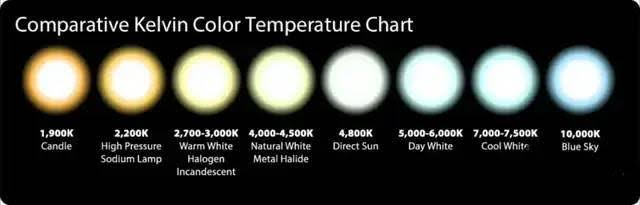 Comparative Kelvin Color Temperature Chart
1,900K
Candle
2,200K
High Pressure
Sodium Lamp
2,700-3,000K
Warm White
Halogen
Incandescent
4,000-4,500K
Natural White
Metal Halide
4,800K
Direct Sun
5,000-6,000K
Day White
7,000-7,500K
Cool White
10,000K
Blue Sky